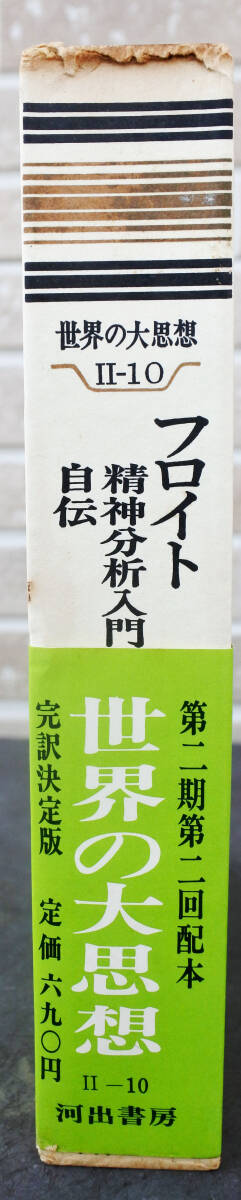 世界の大思想
II-10
フロイト
精神分析入門
自伝
第二期第二回配本
世界の大思想
II-10
完訳決定版 定価六九〇円
河出書房